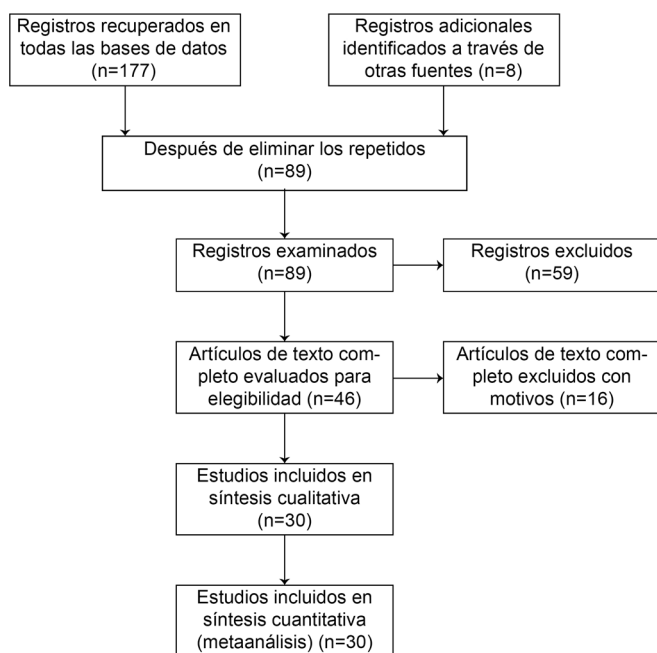 Registros recuperados en
todas las bases de datos
(n=177)
Registros adicionales
identificados a través de
otras fuentes (n=8)
Después de eliminar los repetidos
(n=89)
Registros examinados
(n=89)
Registros excluidos
(n=59)
Artículos de texto com-
pleto evaluados para
elegibilidad (n=46)
Artículos de texto com-
pleto excluidos con
motivos (n=16)
Estudios incluidos en
síntesis cualitativa
(n=30)
Estudios incluidos en
síntesis cuantitativa
(metaanálisis) (n=30)